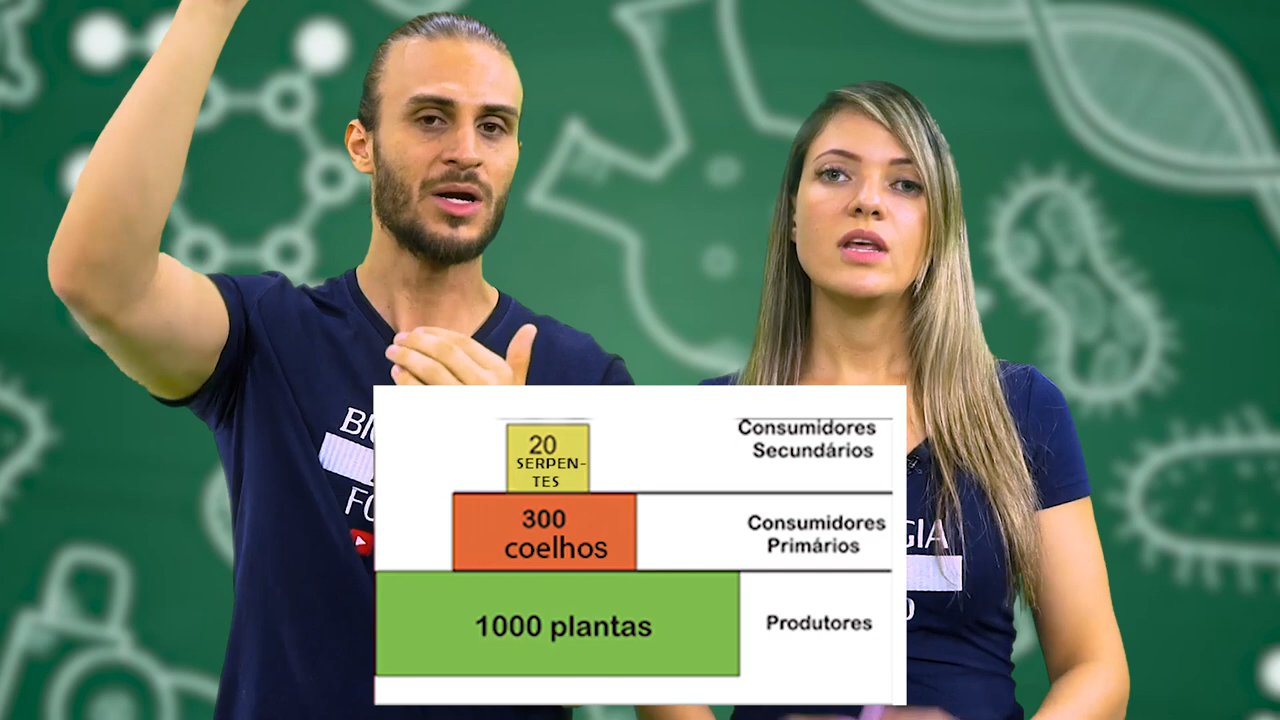 20
SERPEN-
TES
Consumidores
Secundários
300
coelhos
Consumidores
Primários
1000 plantas
Produtores